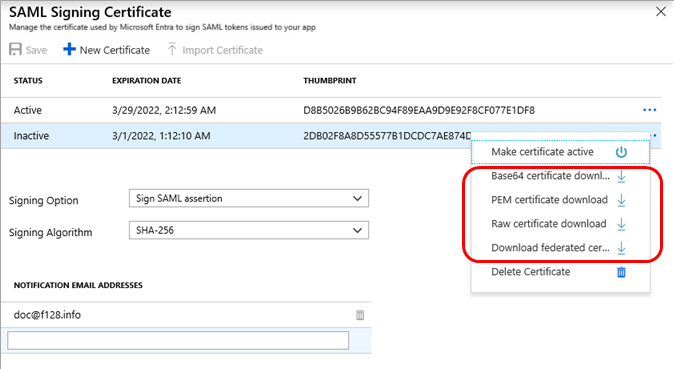 SAML Signing Certificate
Manage the certificate used by Microsoft Entra to sign SAML tokens issued to your app
Save New Certificate Import Certificate
STATUS EXPIRATION DATE THUMBPRINT
Active 3/29/2022, 2:12:59 AM D8B5026B9B62BC94F89EAA9D9E92F8CF077E1DF8
Inactive 3/1/2022, 1:12:10 AM 2DB02F8A8D55577B1DCDC7AE874D
Make certificate active
Base64 certificate downl...
PEM certificate download
Raw certificate download
Download federated cer...
Delete Certificate
Signing Option Sign SAML assertion
Signing Algorithm SHA-256
NOTIFICATION EMAIL ADDRESSES
doc@f128.info